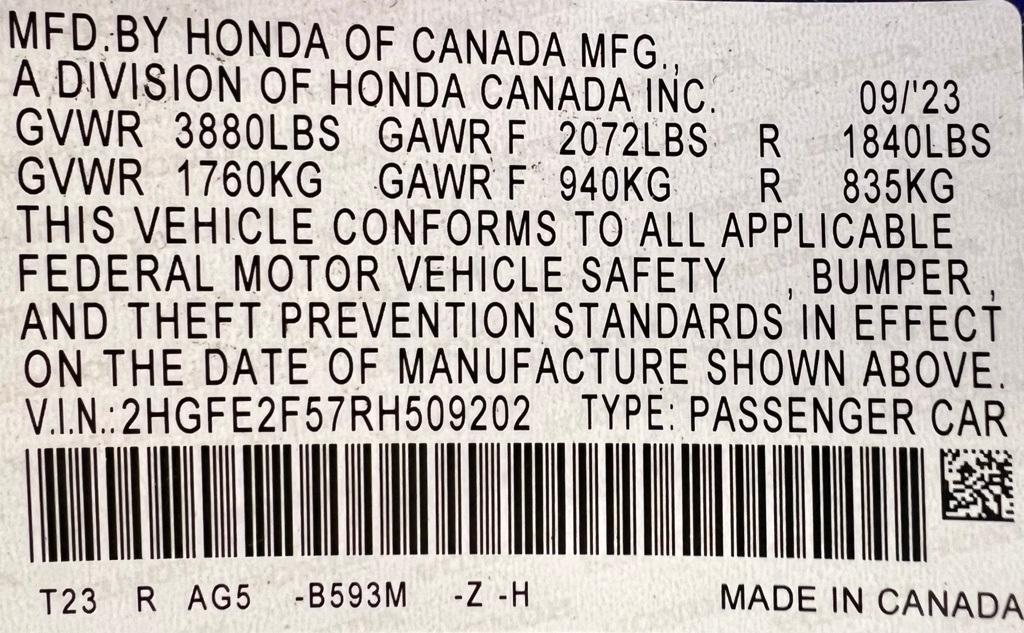 MFD.BY HONDA OF CANADA MFG.,
A DIVISION OF HONDA CANADA INC. 09/'23
GVWR 3880LBS GAWR F 2072LBS R 1840LBS
GVWR 1760KG GAWR F 940KG R 835KG
THIS VEHICLE CONFORMS TO ALL APPLICABLE
FEDERAL MOTOR VEHICLE SAFETY , BUMPER ,
AND THEFT PREVENTION STANDARDS IN EFFECT
ON THE DATE OF MANUFACTURE SHOWN ABOVE.
V.I.N.:2HGFE2F57RH509202 TYPE: PASSENGER CAR
T23 R AG5 -B593M -Z -H MADE IN CANADA